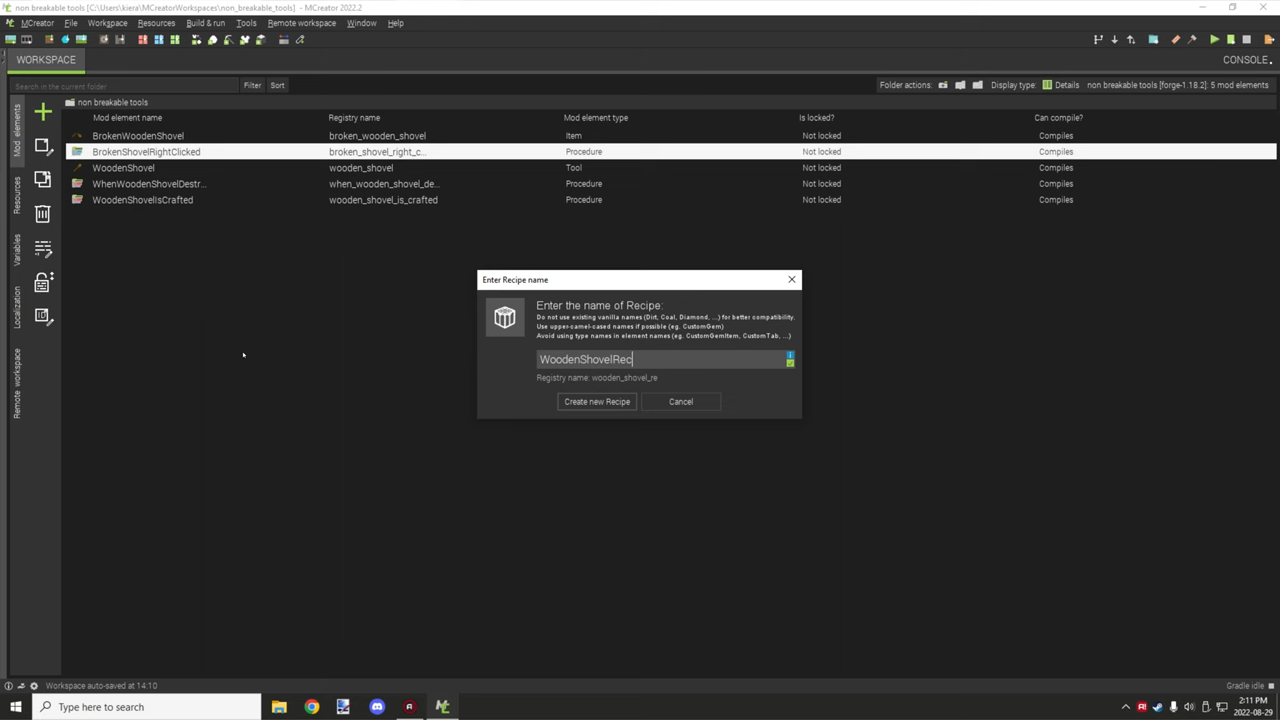 non breakable tools [C:\Users\kiera\MCreatorWorkspaces\non_breakable_tools] - MCreator 2022.2
MCreator File Workspace Resources Build & run Tools Remote workspace Window Help
WORKSPACE
CONSOLE
Search in the current folder
Filter Sort
Folder actions: Display type: Details non breakable tools [forge-1.18.2]: 5 mod elements
non breakable tools
Mod element name Registry name Mod element type Is locked? Can compile?
BrokenWoodenShovel broken_wooden_shovel Item Not locked Compiles
BrokenShovelRightClicked broken_shovel_right_c... Procedure Not locked Compiles
WoodenShovel wooden_shovel Tool Not locked Compiles
WhenWoodenShovelDestr... when_wooden_shovel_de... Procedure Not locked Compiles
WoodenShovelIsCrafted wooden_shovel_is_crafted Procedure Not locked Compiles
Mod elements
Resources
Variables
Localization
Remote workspace
Enter Recipe name
Enter the name of Recipe:
Do not use existing vanilla names (Dirt, Coal, Diamond, ...) for better compatibility.
Use upper-camel-cased names if possible (eg. CustomGem)
Avoid using type names in element names (eg. CustomGemItem, CustomTab, ...)
WoodenShovelRec
Registry name: wooden_shovel_re
Create new Recipe Cancel
Workspace auto-saved at 14:10
Gradle idle
Type here to search
2:11 PM
2022-08-29